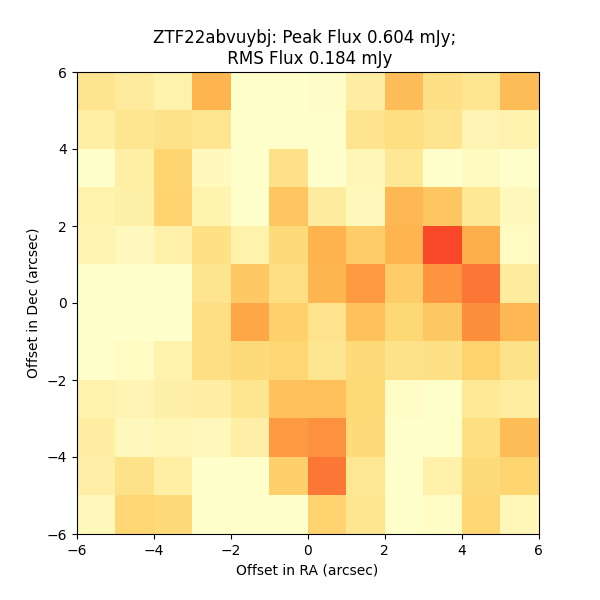 ZTF22abvuybj: Peak Flux 0.604 mJy;
RMS Flux 0.184 mJy
6
4
2
0
−2
−4
−6
Offset in Dec (arcsec)
−6 −4 −2 0 2 4 6
Offset in RA (arcsec)